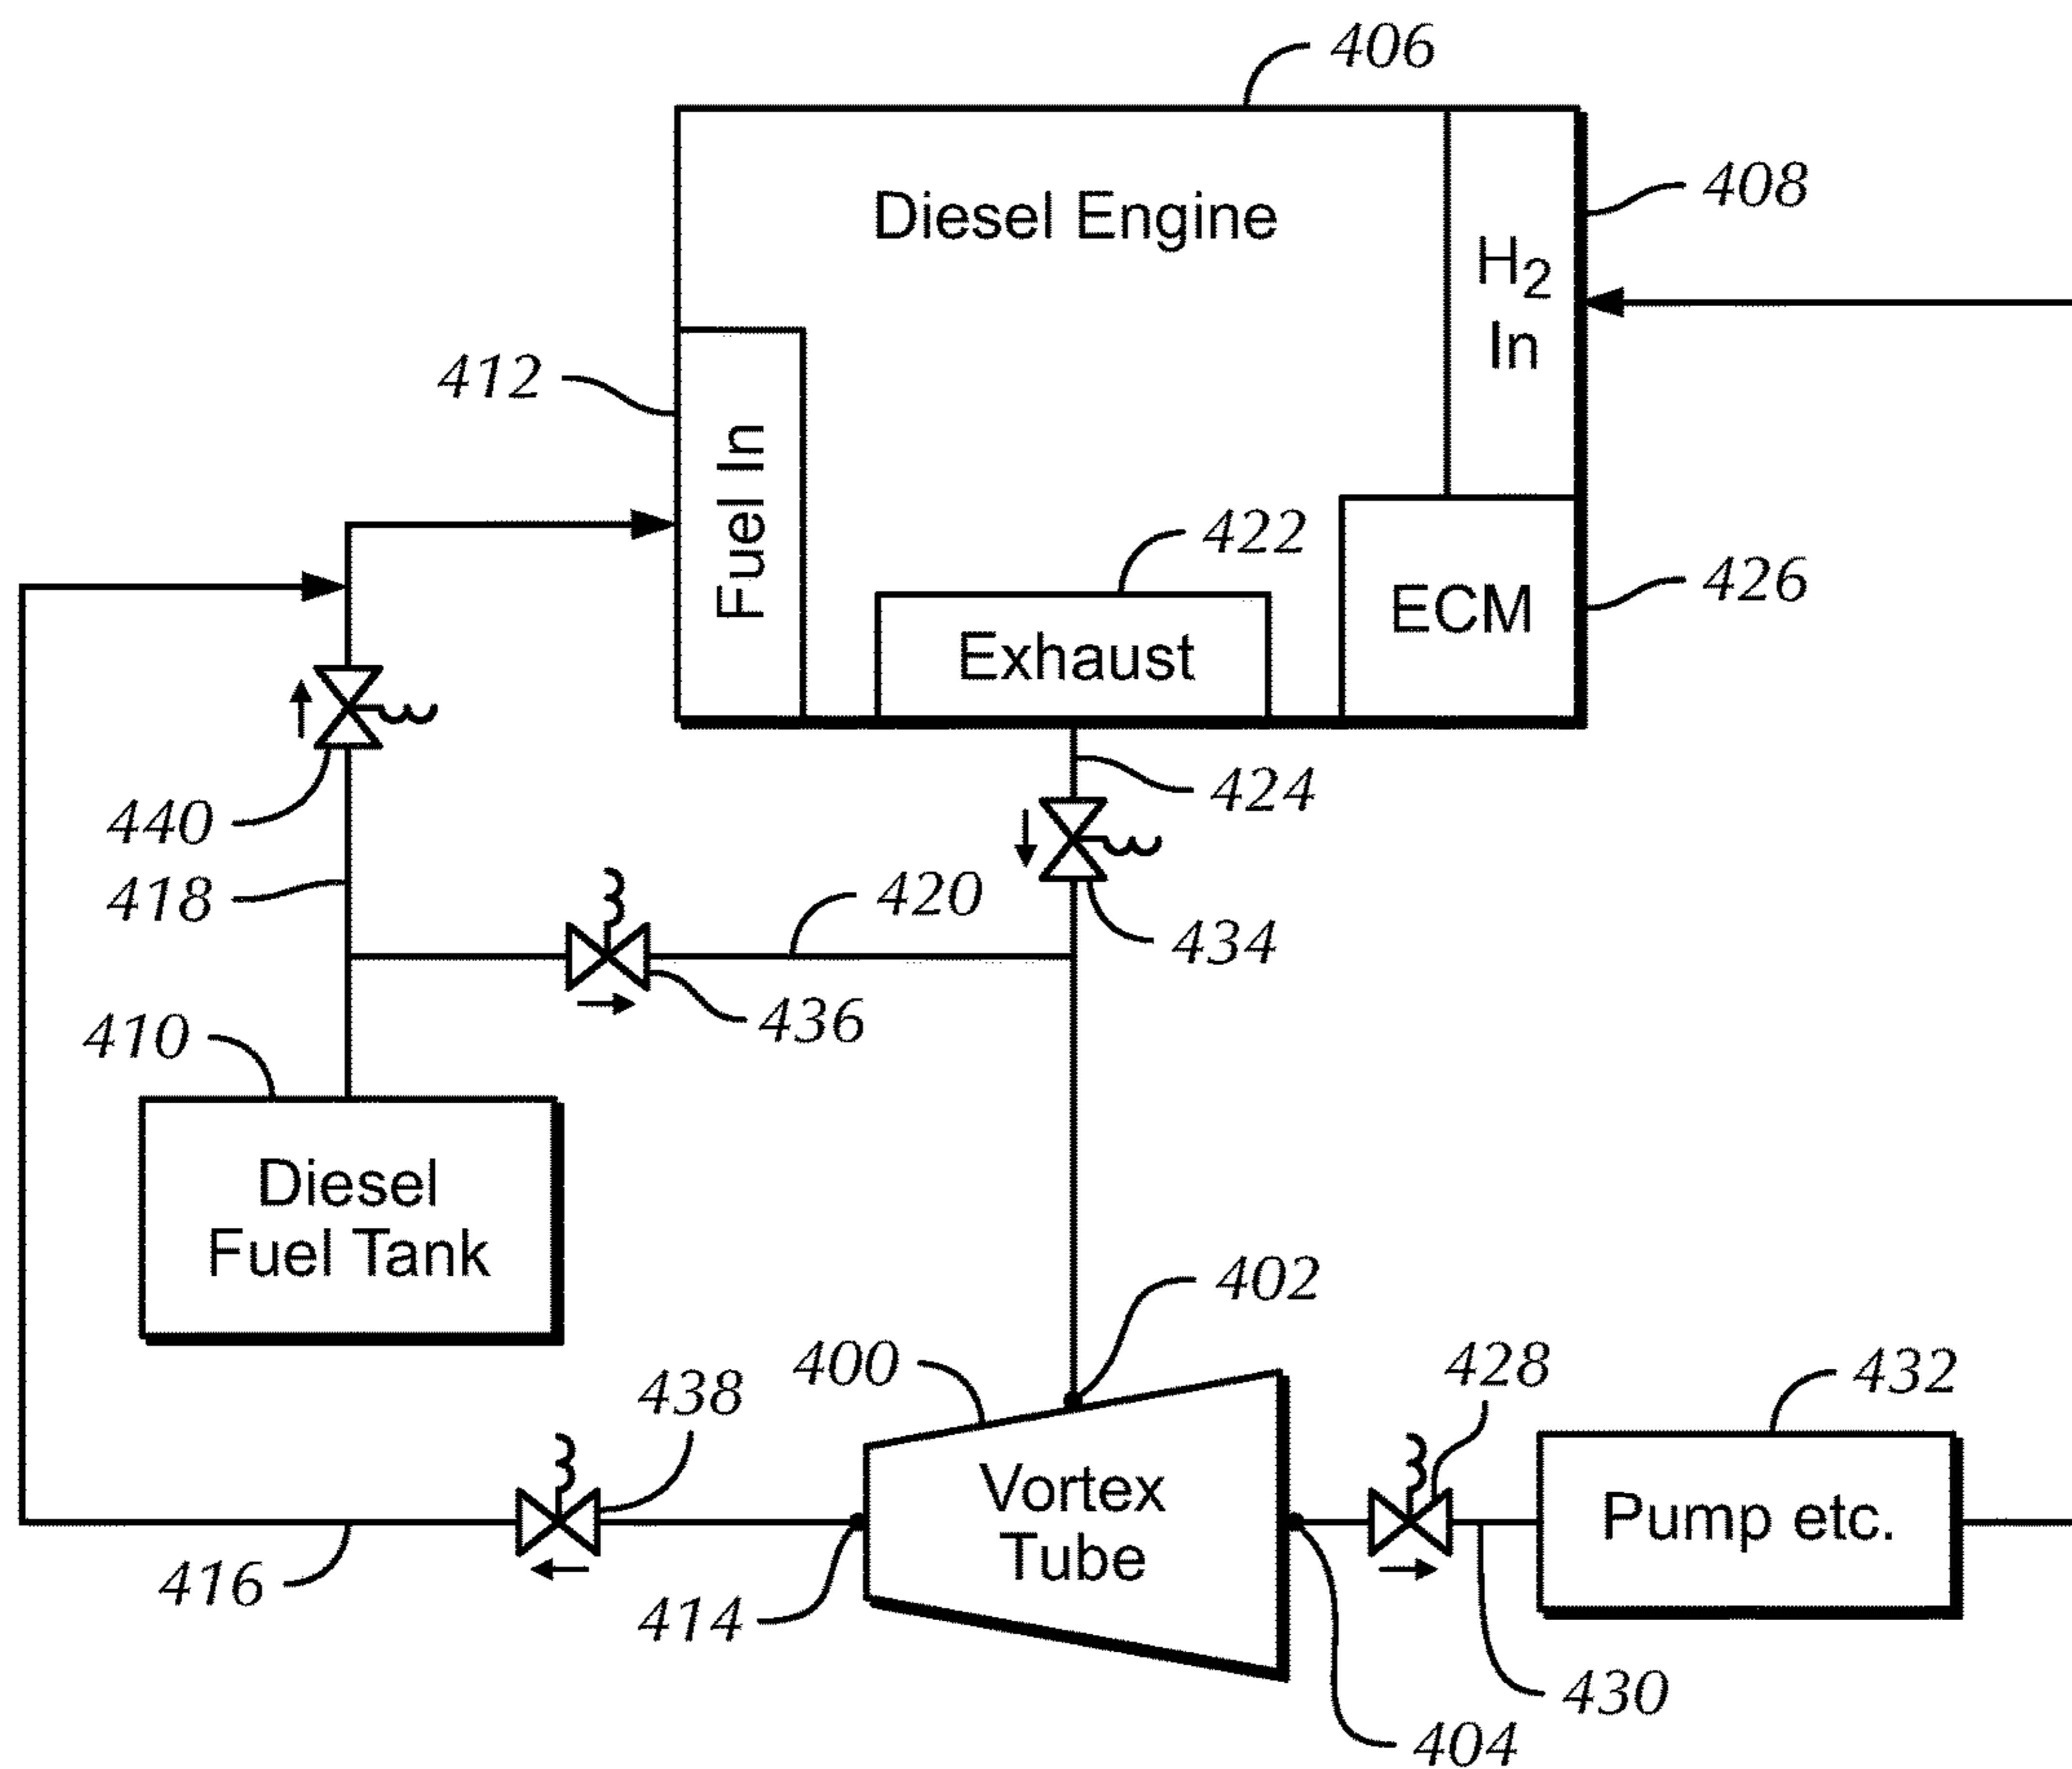 406
Diesel Engine
408
H2
In
412
Fuel In
422
Exhaust
ECM
426
440
424
418
420
434
436
410
Diesel
Fuel Tank
402
400
428
438
432
Vortex
Tube
Pump etc.
416
414
430
404